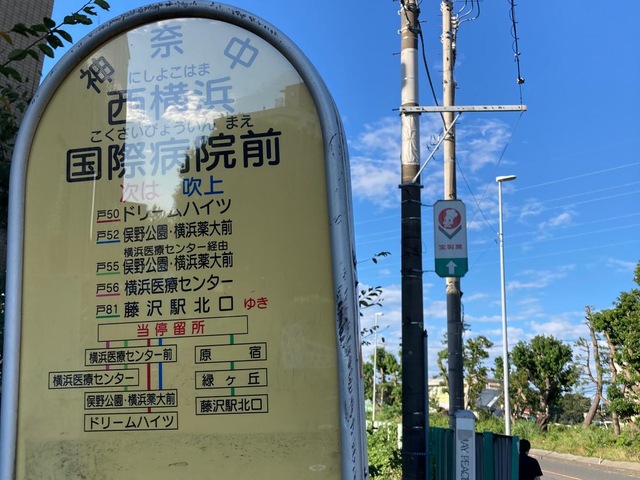 神奈中
にしよこはま
西横浜
こくさいびょういんまえ
国際病院前
次は 吹上
戸50 ドリームハイツ
戸52 俣野公園・横浜薬大前
横浜医療センター経由
戸55 俣野公園・横浜薬大前
戸56 横浜医療センター
戸81 藤沢駅北口 ゆき
当停留所
横浜医療センター前
原宿
横浜医療センター
緑ヶ丘
俣野公園・横浜薬大前
藤沢駅北口
ドリームハイツ
宝製菓
JAY PEAC